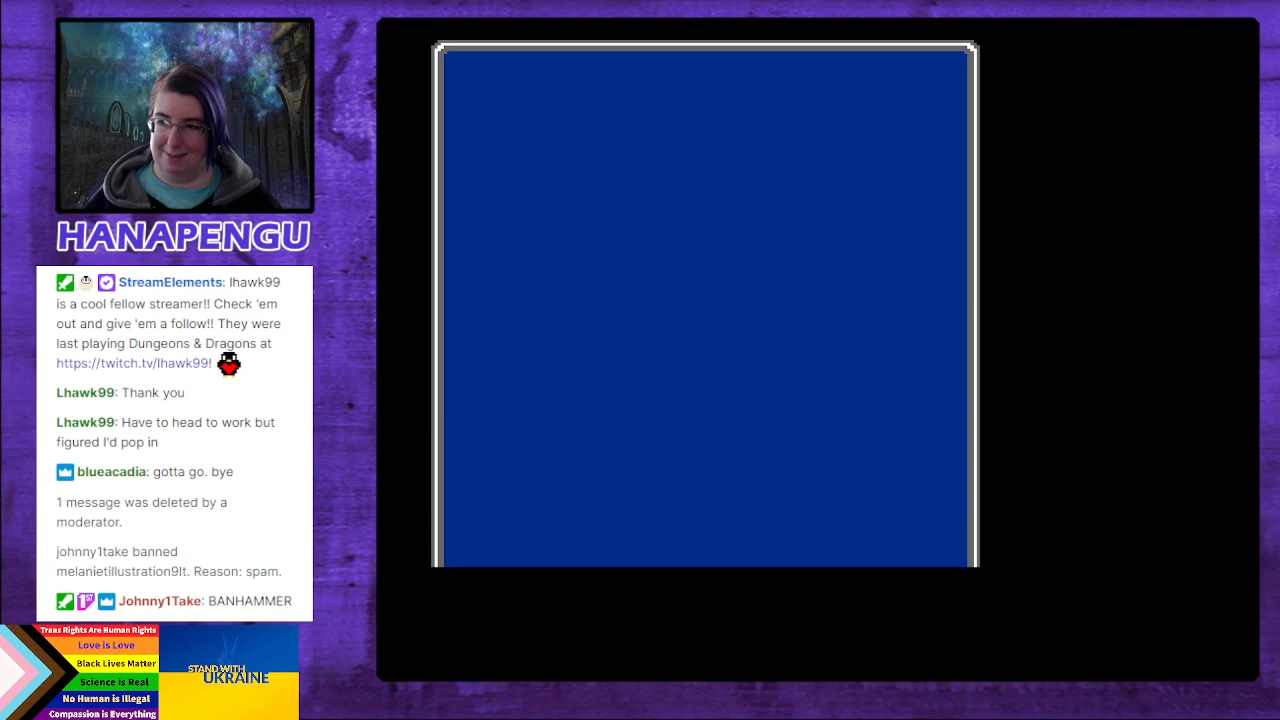 HANAPENGU
StreamElements: lhawk99
is a cool fellow streamer!! Check 'em
out and give 'em a follow!! They were
last playing Dungeons & Dragons at
https://twitch.tv/lhawk99!
Lhawk99: Thank you
Lhawk99: Have to head to work but
figured I'd pop in
blueacadia: gotta go. bye
1 message was deleted by a
moderator.
johnny1take banned
melanietillustration9lt. Reason: spam.
1ST Johnny1Take: BANHAMMER
Trans Rights Are Human Rights
Love is Love
Black Lives Matter
Science is Real
No Human is Illegal
Compassion is Everything
STAND WITH
UKRAINE